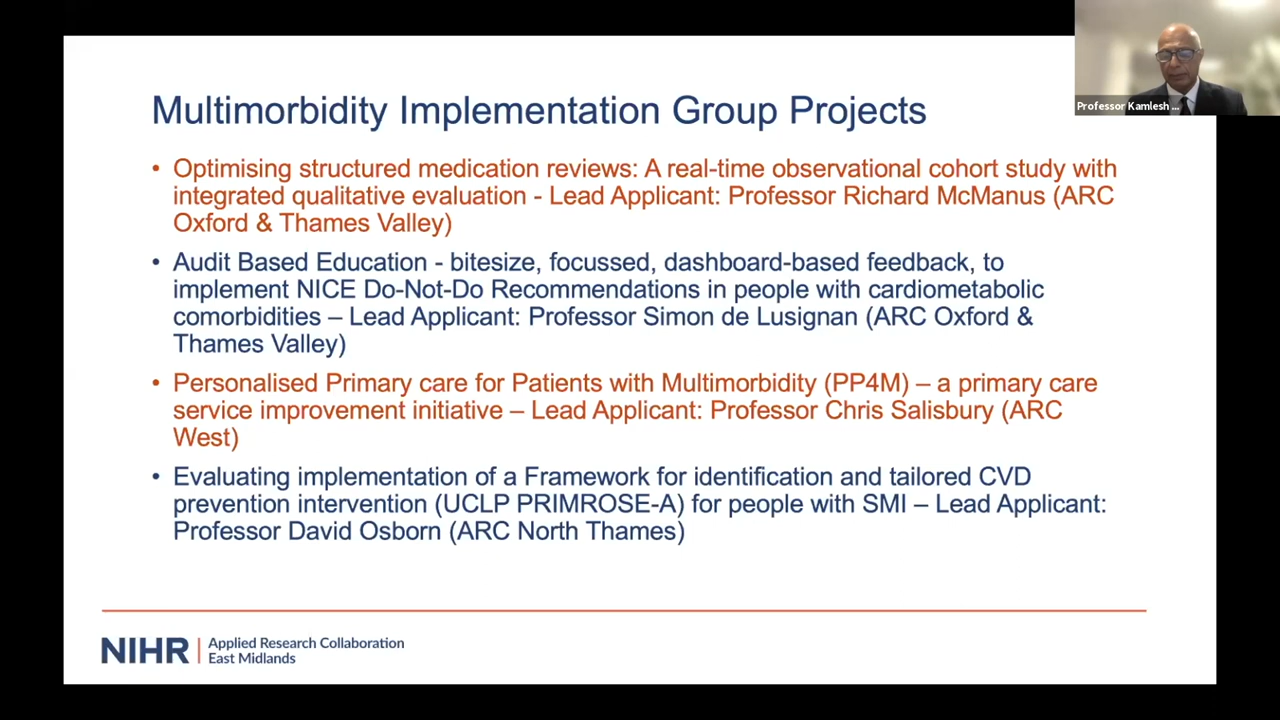 Professor Kamlesh ...
Multimorbidity Implementation Group Projects
• Optimising structured medication reviews: A real-time observational cohort study with
integrated qualitative evaluation - Lead Applicant: Professor Richard McManus (ARC
Oxford & Thames Valley)
• Audit Based Education - bitesize, focussed, dashboard-based feedback, to
implement NICE Do-Not-Do Recommendations in people with cardiometabolic
comorbidities – Lead Applicant: Professor Simon de Lusignan (ARC Oxford &
Thames Valley)
• Personalised Primary care for Patients with Multimorbidity (PP4M) – a primary care
service improvement initiative – Lead Applicant: Professor Chris Salisbury (ARC
West)
• Evaluating implementation of a Framework for identification and tailored CVD
prevention intervention (UCLP PRIMROSE-A) for people with SMI – Lead Applicant:
Professor David Osborn (ARC North Thames)
NIHR | Applied Research Collaboration
East Midlands